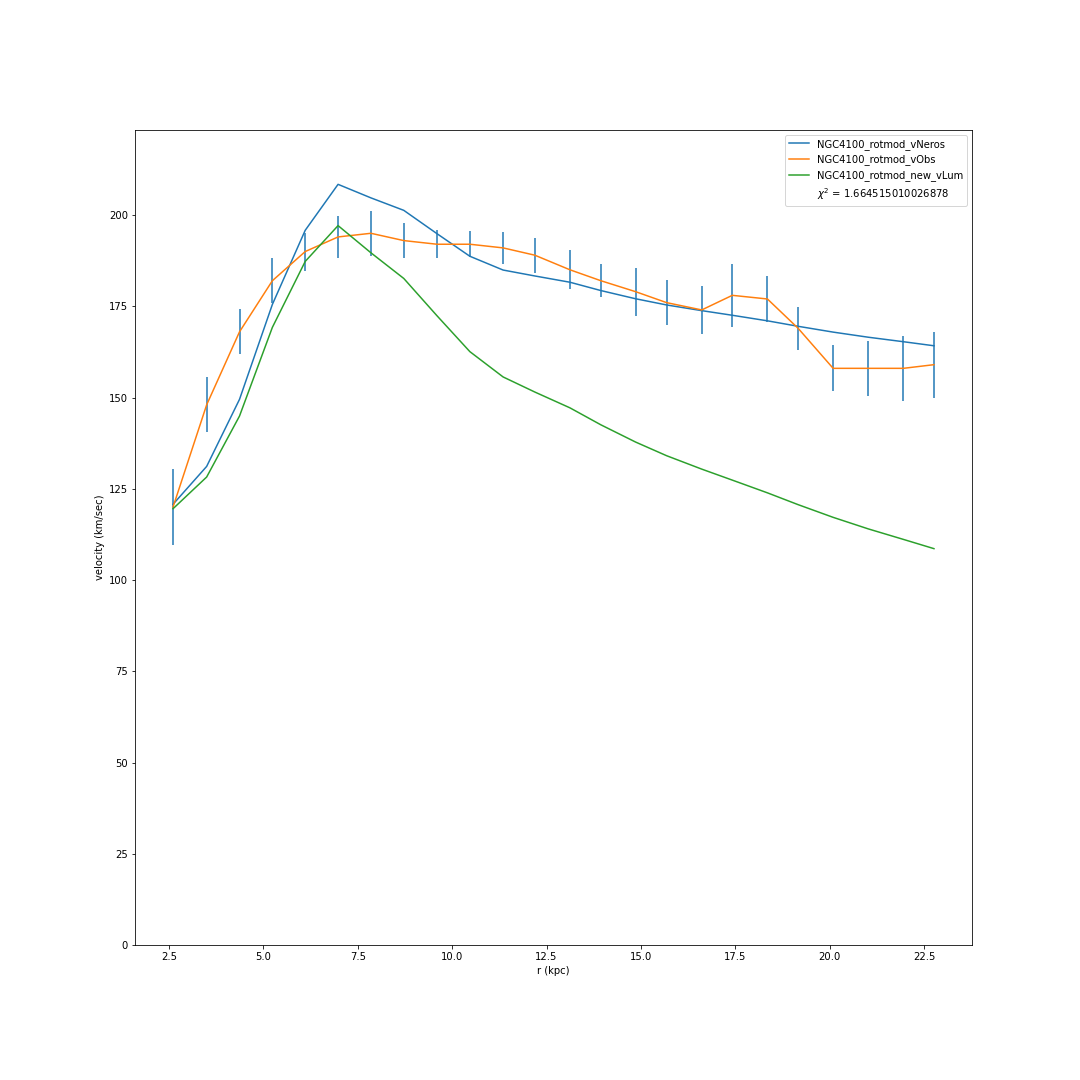 NGC4100_rotmod_vNeros
NGC4100_rotmod_vObs
NGC4100_rotmod_new_vLum
χ² = 1.664515010026878
200
175
150
125
100
75
50
25
0
velocity (km/sec)
2.5 5.0 7.5 10.0 12.5 15.0 17.5 20.0 22.5
r (kpc)